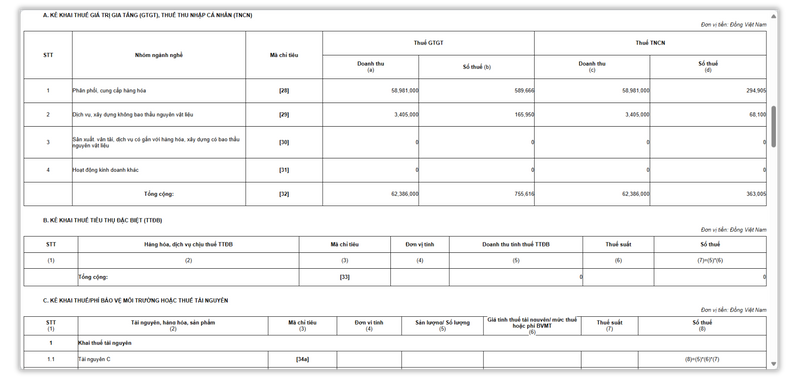 A. KÊ KHAI THUẾ GIÁ TRỊ GIA TĂNG (GTGT), THUẾ THU NHẬP CÁ NHÂN (TNCN)
Đơn vị tiền: Đồng Việt Nam
STT Nhóm ngành nghề Mã chỉ tiêu Thuế GTGT Thuế TNCN
Doanh thu (a) Số thuế (b) Doanh thu (c) Số thuế (d)
1 Phân phối, cung cấp hàng hóa [28] 58,981,000 589,666 58,981,000 294,905
2 Dịch vụ, xây dựng không bao thầu nguyên vật liệu [29] 3,405,000 165,950 3,405,000 68,100
3 Sản xuất, vận tải, dịch vụ có gắn với hàng hóa, xây dựng có bao thầu nguyên vật liệu [30] 0 0 0 0
4 Hoạt động kinh doanh khác [31] 0 0 0 0
Tổng cộng: [32] 62,386,000 755,616 62,386,000 363,005
B. KÊ KHAI THUẾ TIÊU THỤ ĐẶC BIỆT (TTĐB)
Đơn vị tiền: Đồng Việt Nam
STT Hàng hóa, dịch vụ chịu thuế TTĐB Mã chỉ tiêu Đơn vị tính Doanh thu tính thuế TTĐB Thuế suất Số thuế
(1) (2) (3) (4) (5) (6) (7)=(5)*(6)
Tổng cộng: [33] 0 0
C. KÊ KHAI THUẾ/PHÍ BẢO VỆ MÔI TRƯỜNG HOẶC THUẾ TÀI NGUYÊN
Đơn vị tiền: Đồng Việt Nam
STT (1) Tài nguyên, hàng hóa, sản phẩm (2) Mã chỉ tiêu (3) Đơn vị tính (4) Sản lượng/ Số lượng (5) Giá tính thuế tài nguyên/ mức thuế hoặc phí BVMT (6) Thuế suất (7) Số thuế (8)
1 Khai thuế tài nguyên
1.1 Tài nguyên C [34a] (8)=(5)*(6)*(7)